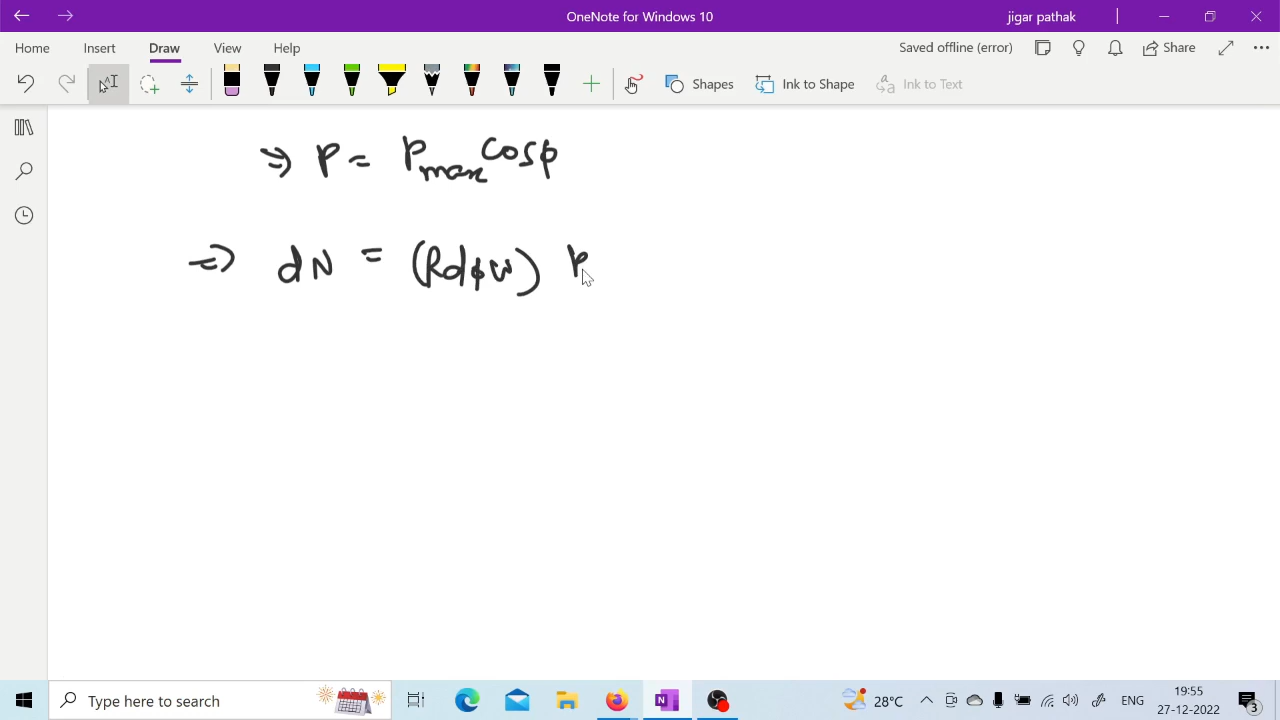 OneNote for Windows 10
jigar pathak
Home Insert Draw View Help
Saved offline (error)
Share
Shapes
Ink to Shape
Ink to Text
⇒ P = Pmax cosϕ
⇒ dN = (Rdϕw) P
Type here to search
28°C
ENG
19:55
27-12-2022
3